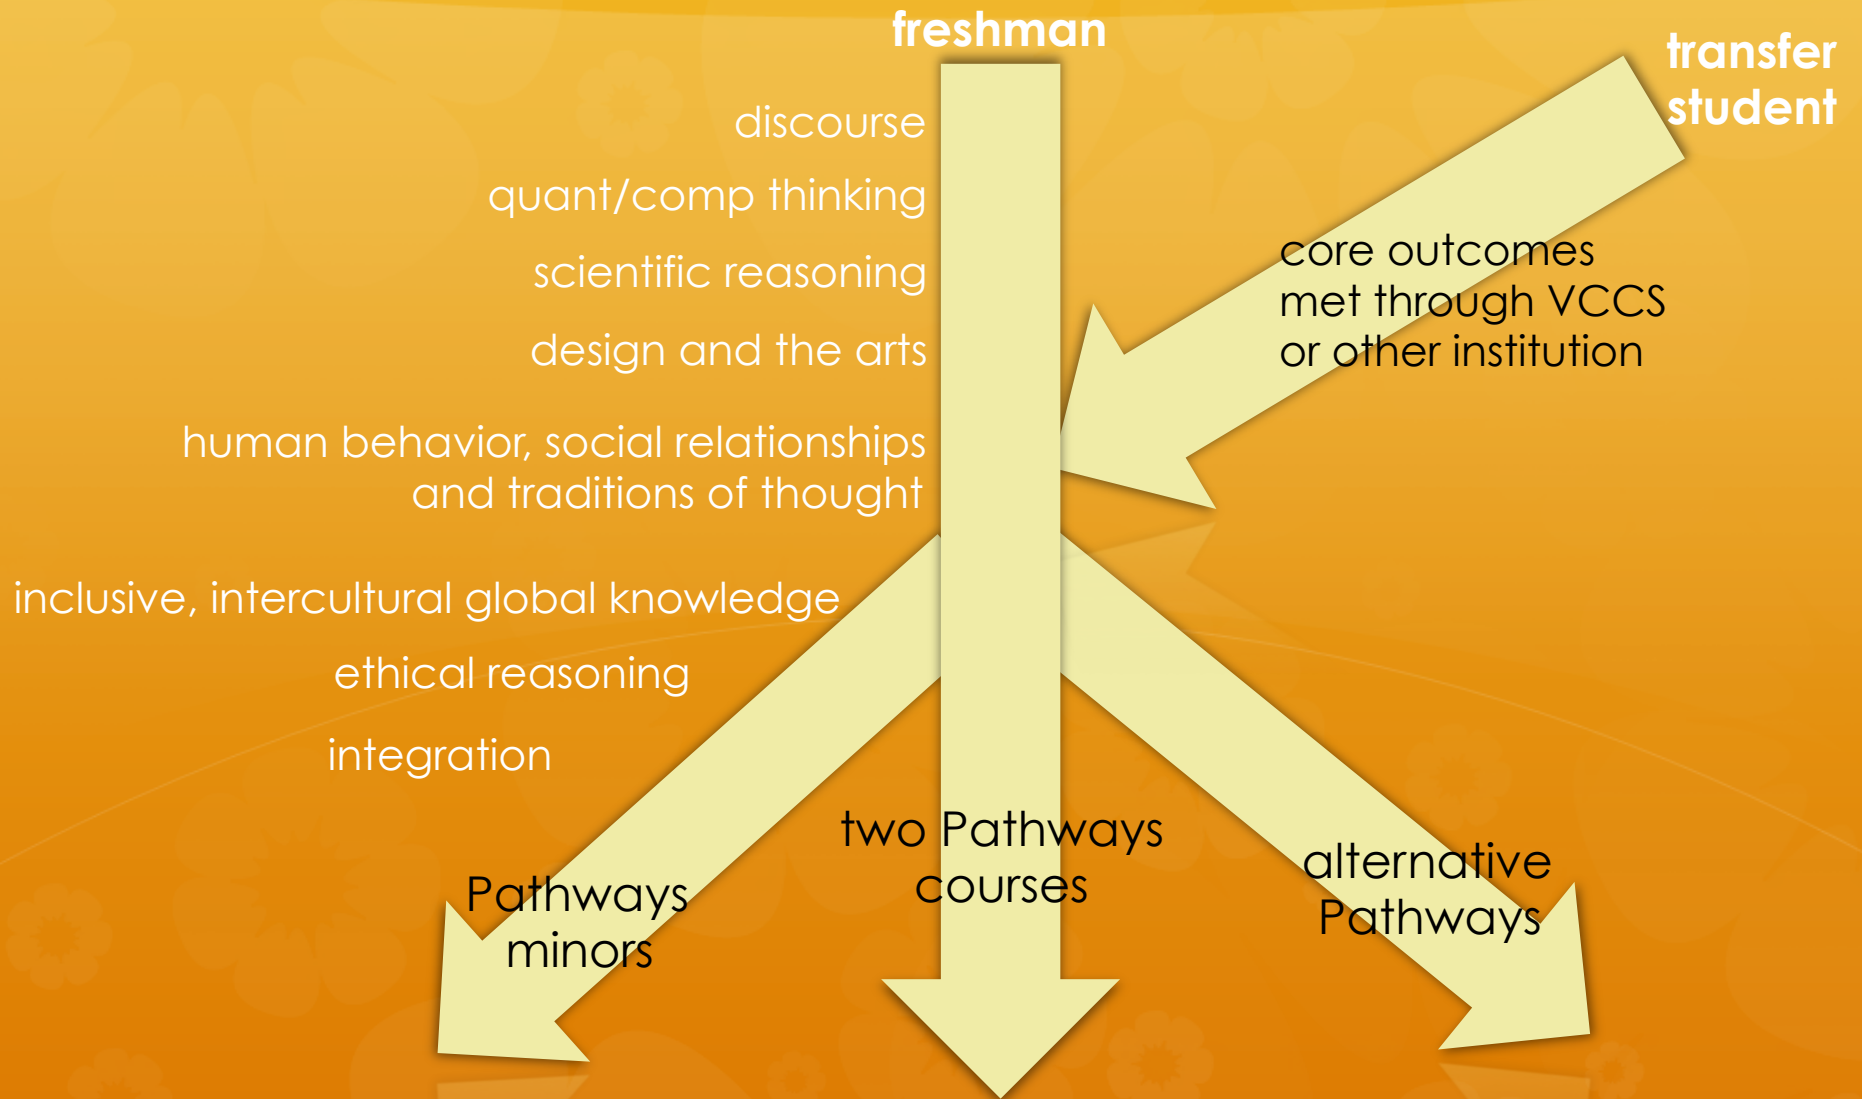 freshman
transfer
student
discourse
quant/comp thinking
scientific reasoning
design and the arts
human behavior, social relationships
and traditions of thought
inclusive, intercultural global knowledge
ethical reasoning
integration
core outcomes
met through VCCS
or other institution
Pathways
minors
two Pathways
courses
alternative
Pathways